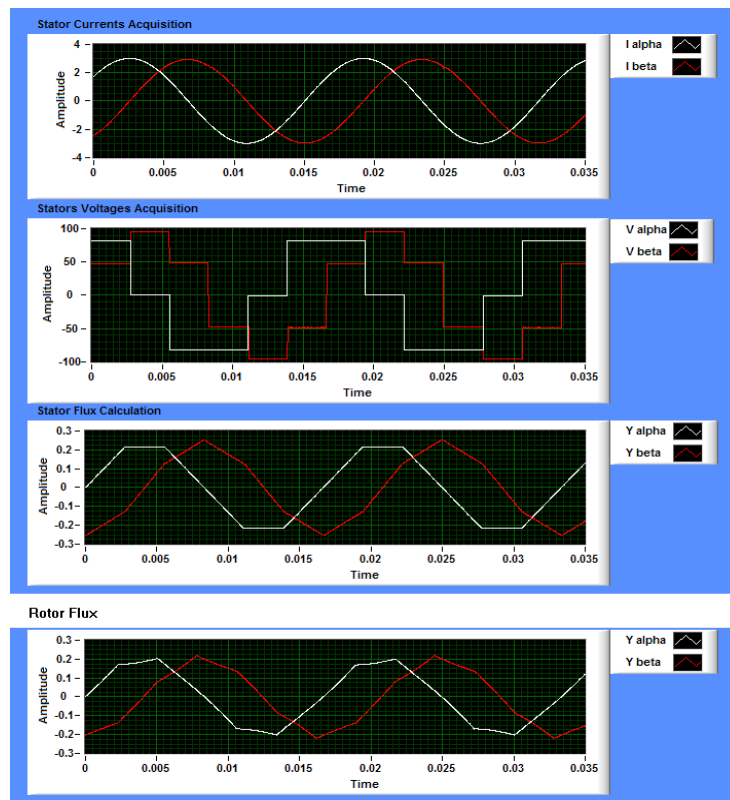 Stator Currents Acquisition
4
2
0
-2
-4
Amplitude
0 0.005 0.01 0.015 0.02 0.025 0.03 0.035
Time
I alpha
I beta
Stators Voltages Acquisition
100
50
0
-50
-100
Amplitude
0 0.005 0.01 0.015 0.02 0.025 0.03 0.035
Time
V alpha
V beta
Stator Flux Calculation
0.3
0.2
0.1
0
-0.1
-0.2
-0.3
Amplitude
0 0.005 0.01 0.015 0.02 0.025 0.03 0.035
Time
Y alpha
Y beta
Rotor Flux
0.3
0.2
0.1
0
-0.1
-0.2
-0.3
Amplitude
0 0.005 0.01 0.015 0.02 0.025 0.03 0.035
Time
Y alpha
Y beta